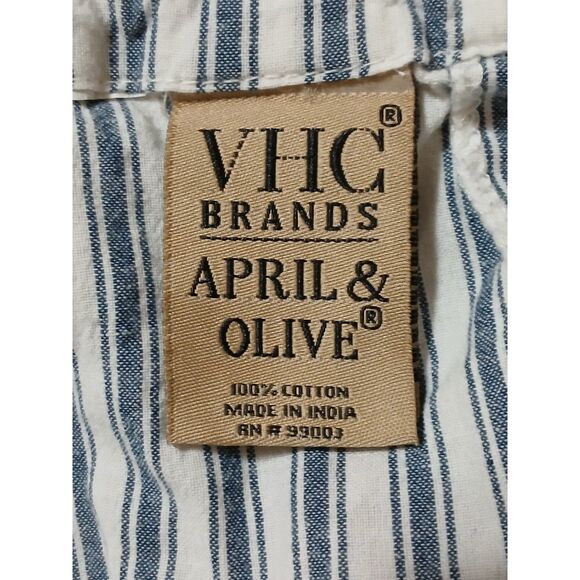 VHC®
BRANDS
APRIL &
OLIVE®
100% COTTON
MADE IN INDIA
RN # 99003